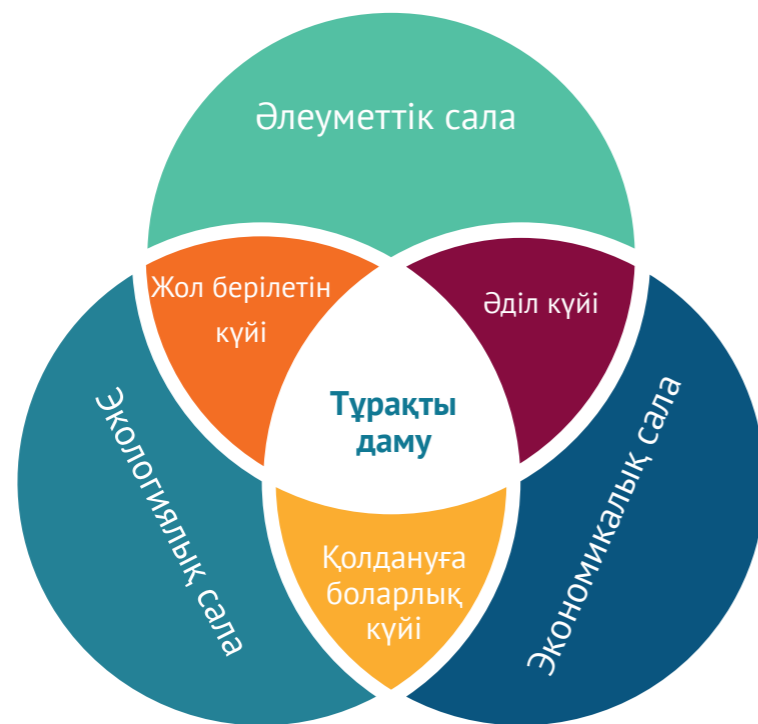 Әлеуметтік сала
Жол берілетін
күйі
Әділ күйі
Тұрақты
даму
Экологиялық сала
Экономикалық сала
Қолдануға
боларлық
күйі